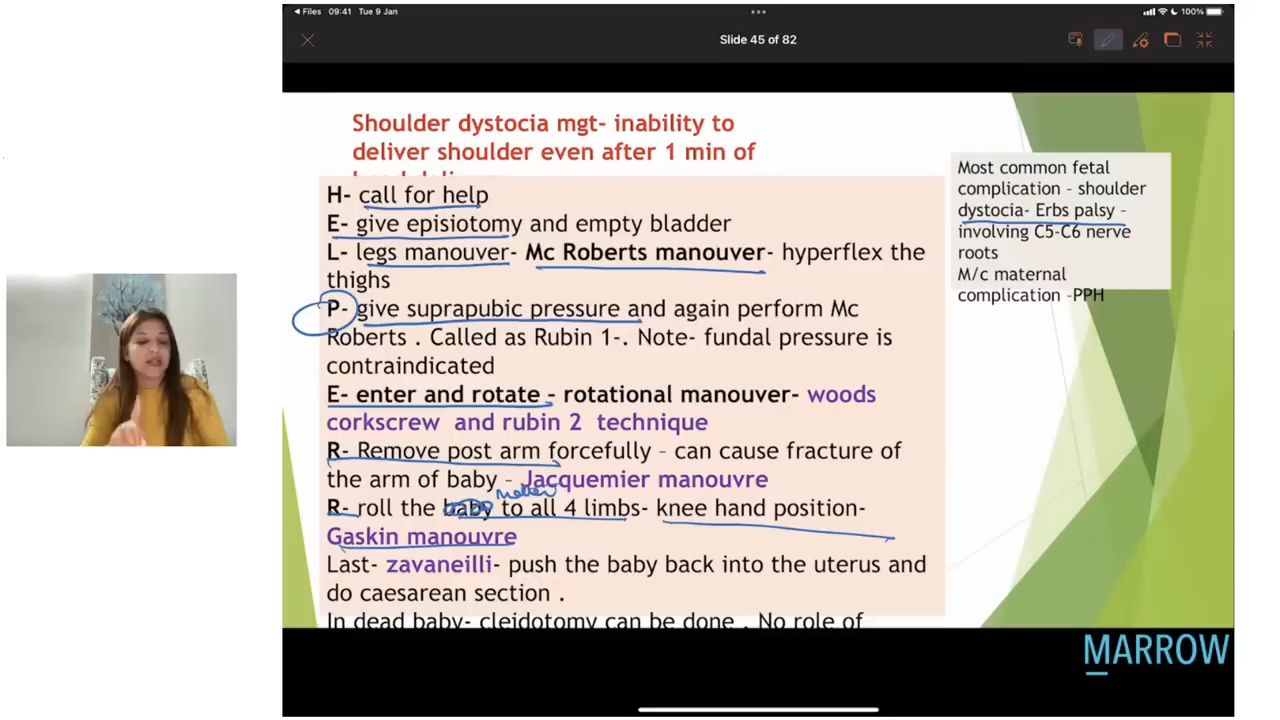 Files 09:41 Tue 9 Jan
100%
Slide 45 of 82
Shoulder dystocia mgt- inability to
deliver shoulder even after 1 min of
H- call for help
E- give episiotomy and empty bladder
L- legs manouver- Mc Roberts manouver- hyperflex the
thighs
P- give suprapubic pressure and again perform Mc
Roberts . Called as Rubin 1-. Note- fundal pressure is
contraindicated
E- enter and rotate - rotational manouver- woods
corkscrew and rubin 2 technique
R- Remove post arm forcefully – can cause fracture of
the arm of baby – Jacquemier manouvre
R- roll the baby to all 4 limbs- knee hand position-
Gaskin manouvre
Last- zavaneilli- push the baby back into the uterus and
do caesarean section .
In dead baby- cleidotomy can be done . No role of
Most common fetal
complication – shoulder
dystocia- Erbs palsy –
involving C5-C6 nerve
roots
M/c maternal
complication -PPH
MARROW